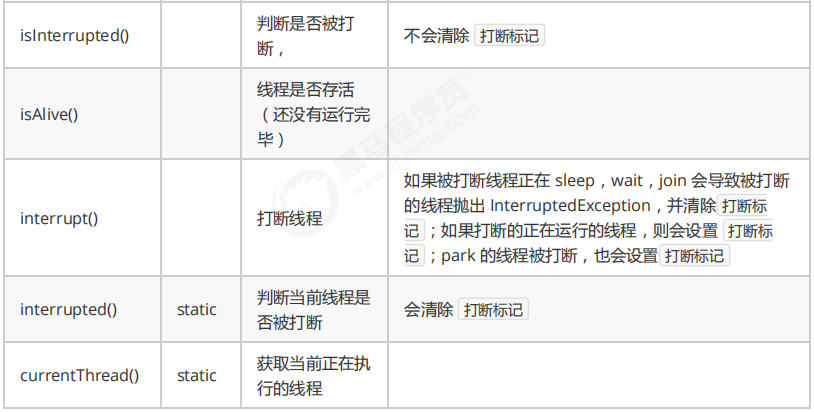 isInterrupted()
判断是否被打
断，
不会清除 打断标记
isAlive()
线程是否存活
（还没有运行完
毕）
interrupt()
打断线程
如果被打断线程正在 sleep，wait，join 会导致被打断
的线程抛出 InterruptedException，并清除 打断标
记 ；如果打断的正在运行的线程，则会设置 打断标
记 ；park 的线程被打断，也会设置 打断标记
interrupted()
static
判断当前线程是
否被打断
会清除 打断标记
currentThread()
static
获取当前正在执
行的线程
黑马程序员
www.itheima.com